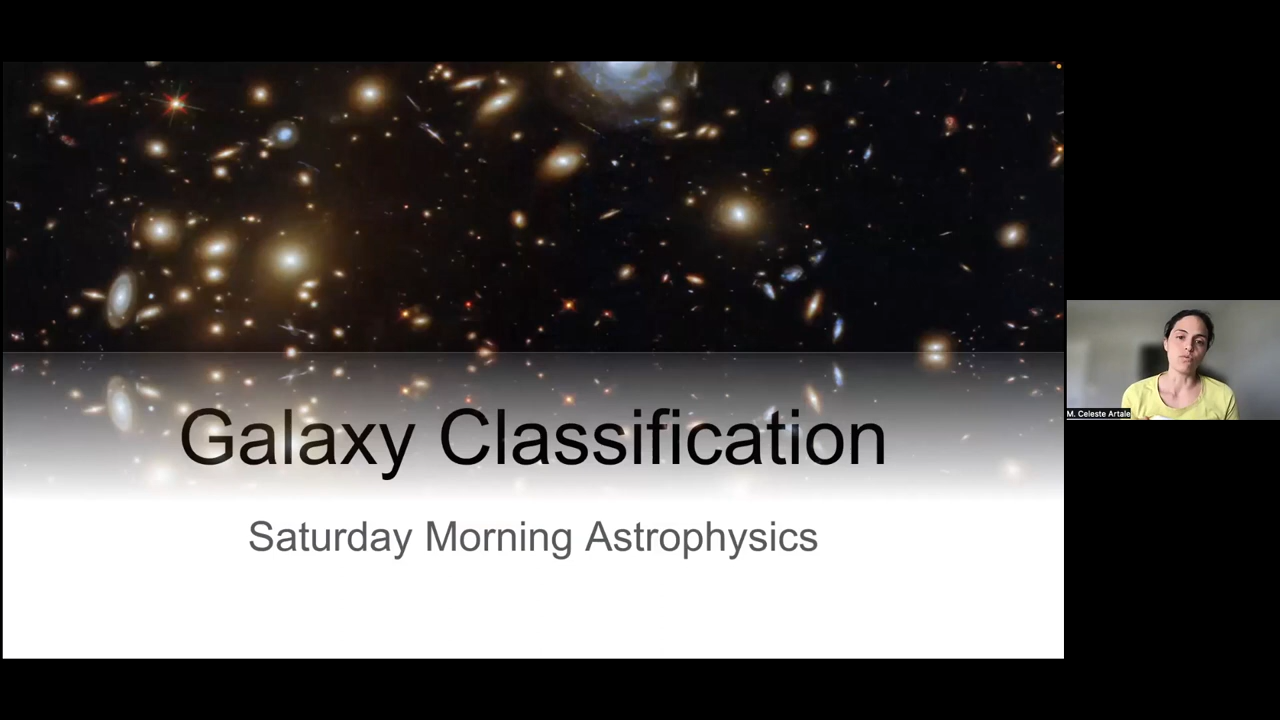 Galaxy Classification
Saturday Morning Astrophysics
M. Celeste Artale